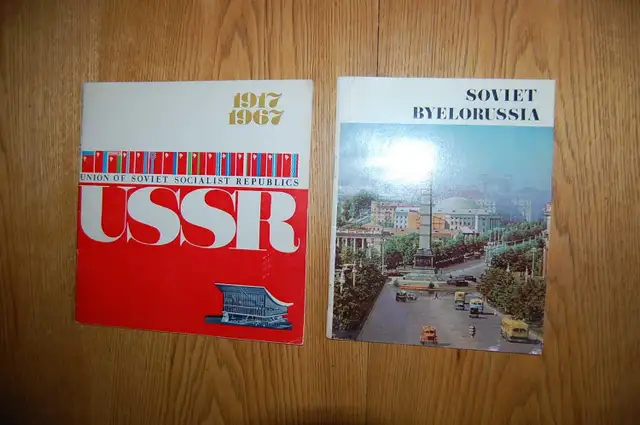 1917
1967
UNION OF SOVIET SOCIALIST REPUBLICS
USSR
SOVIET
BYELORUSSIA